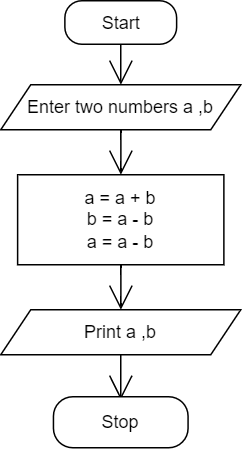 Start
Enter two numbers a ,b
a = a + b
b = a - b
a = a - b
Print a ,b
Stop